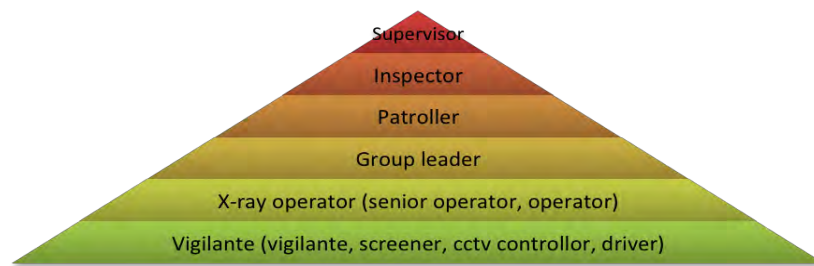 Supervisor
Inspector
Patroller
Group leader
X-ray operator (senior operator, operator)
Vigilante (vigilante, screener, cctv controllor, driver)